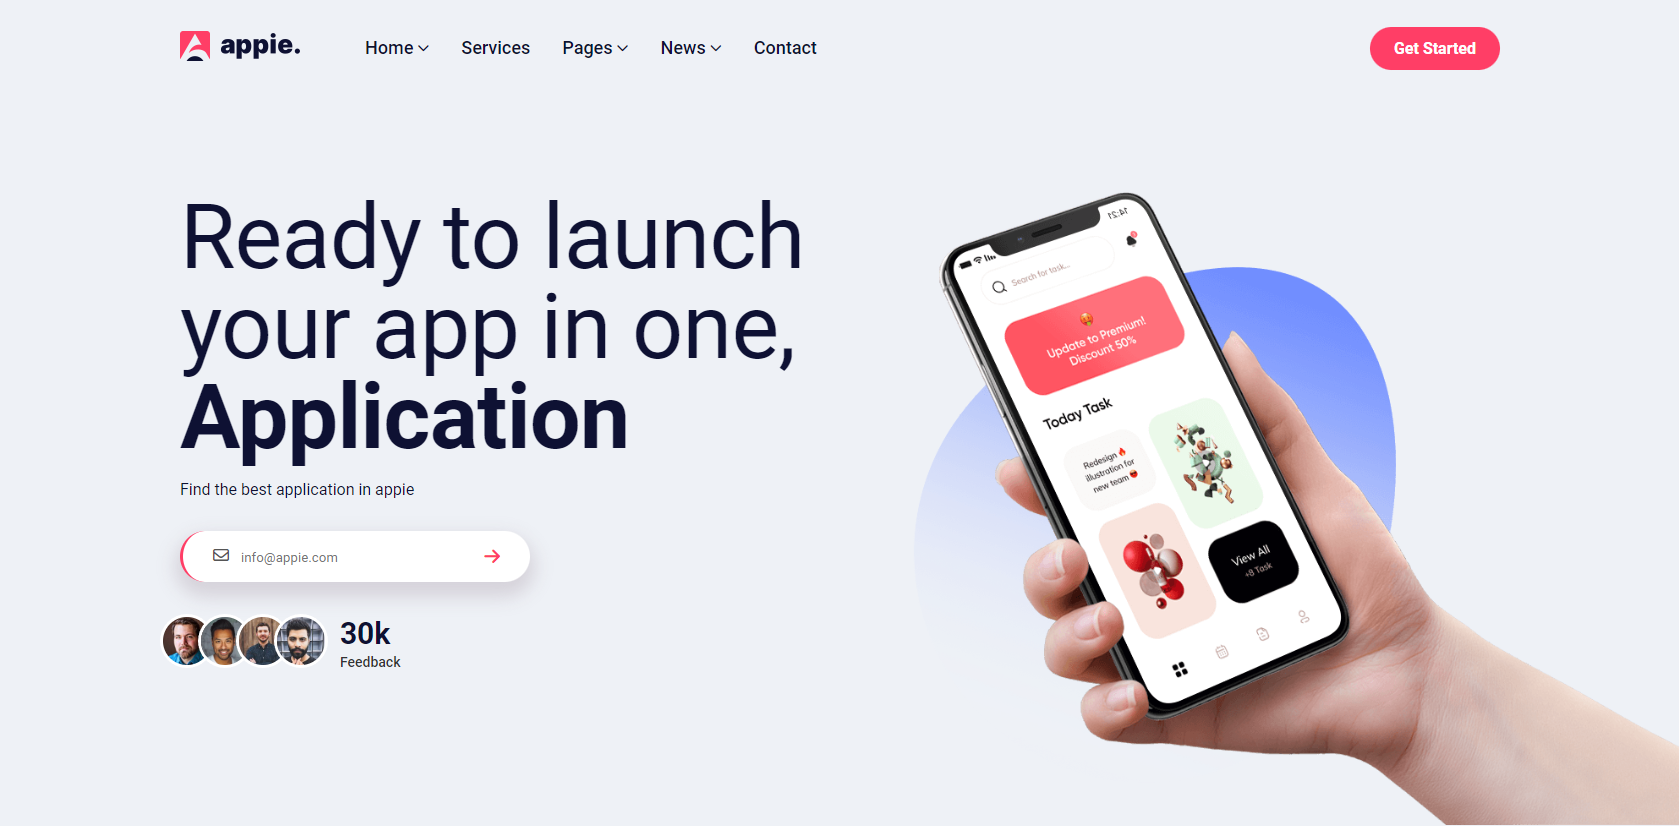 appie.
Home
Services
Pages
News
Contact
Get Started
Ready to launch
your app in one,
Application
Find the best application in appie
info@appie.com
30k
Feedback
14:21
Search for task...
Update to Premium!
Discount 50%
Today Task
Redesign 🔥
illustration for
new team 😍
View All
+8 Task